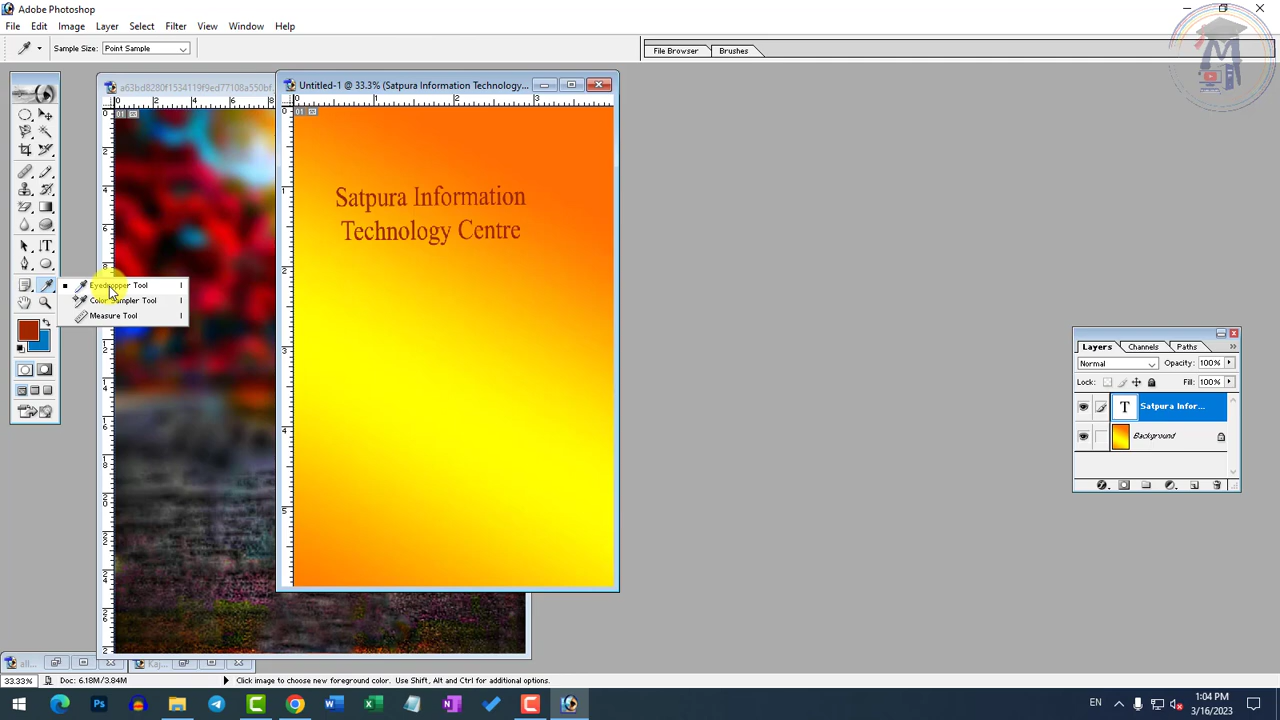 Adobe Photoshop
File Edit Image Layer Select Filter View Window Help
Sample Size: Point Sample
File Browser Brushes
a63bd8280f1534119f9ed77108a550bf.
Untitled-1 @ 33.3% (Satpura Information Technology...
Satpura Information
Technology Centre
Eyedropper Tool I
Color Sampler Tool I
Measure Tool I
Layers Channels Paths
Normal Opacity: 100%
Lock: Fill: 100%
T Satpura Infor...
Background
33.33% Doc: 6.18M/3.84M Click image to choose new foreground color. Use Shift, Alt and Ctrl for additional options.
EN 1:04 PM
3/16/2023